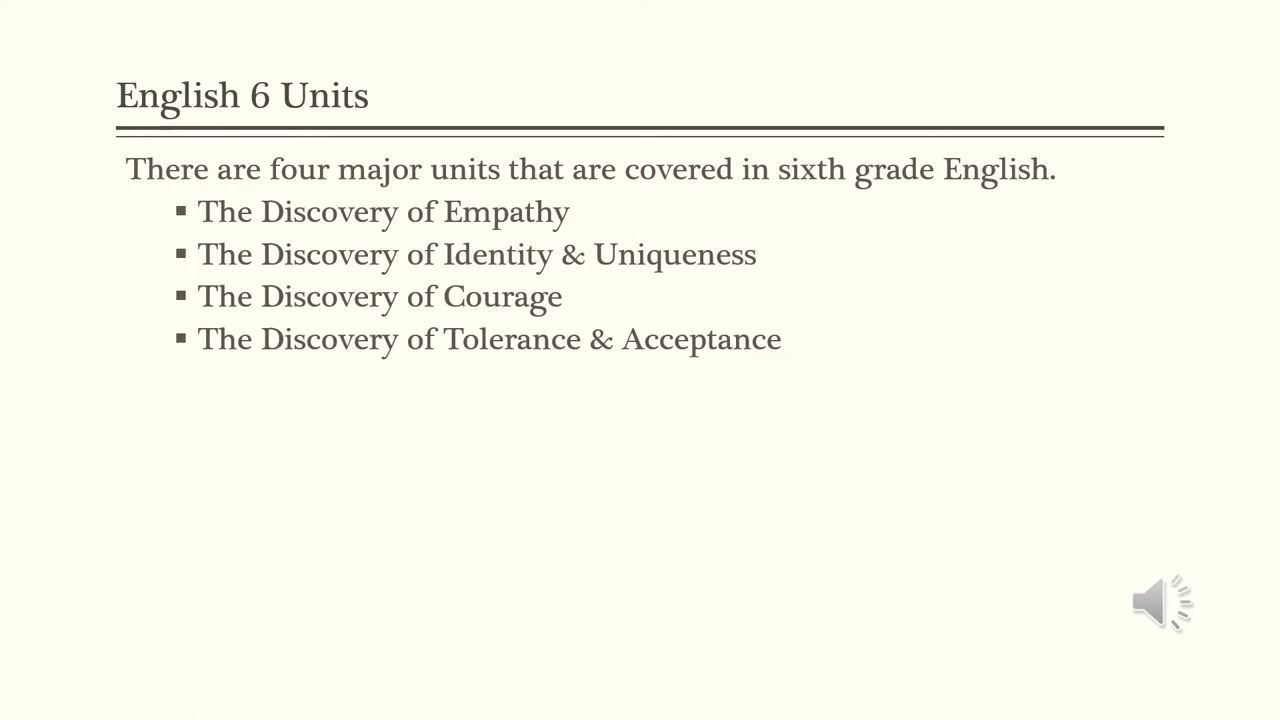 English 6 Units
There are four major units that are covered in sixth grade English.
▪ The Discovery of Empathy
▪ The Discovery of Identity & Uniqueness
▪ The Discovery of Courage
▪ The Discovery of Tolerance & Acceptance